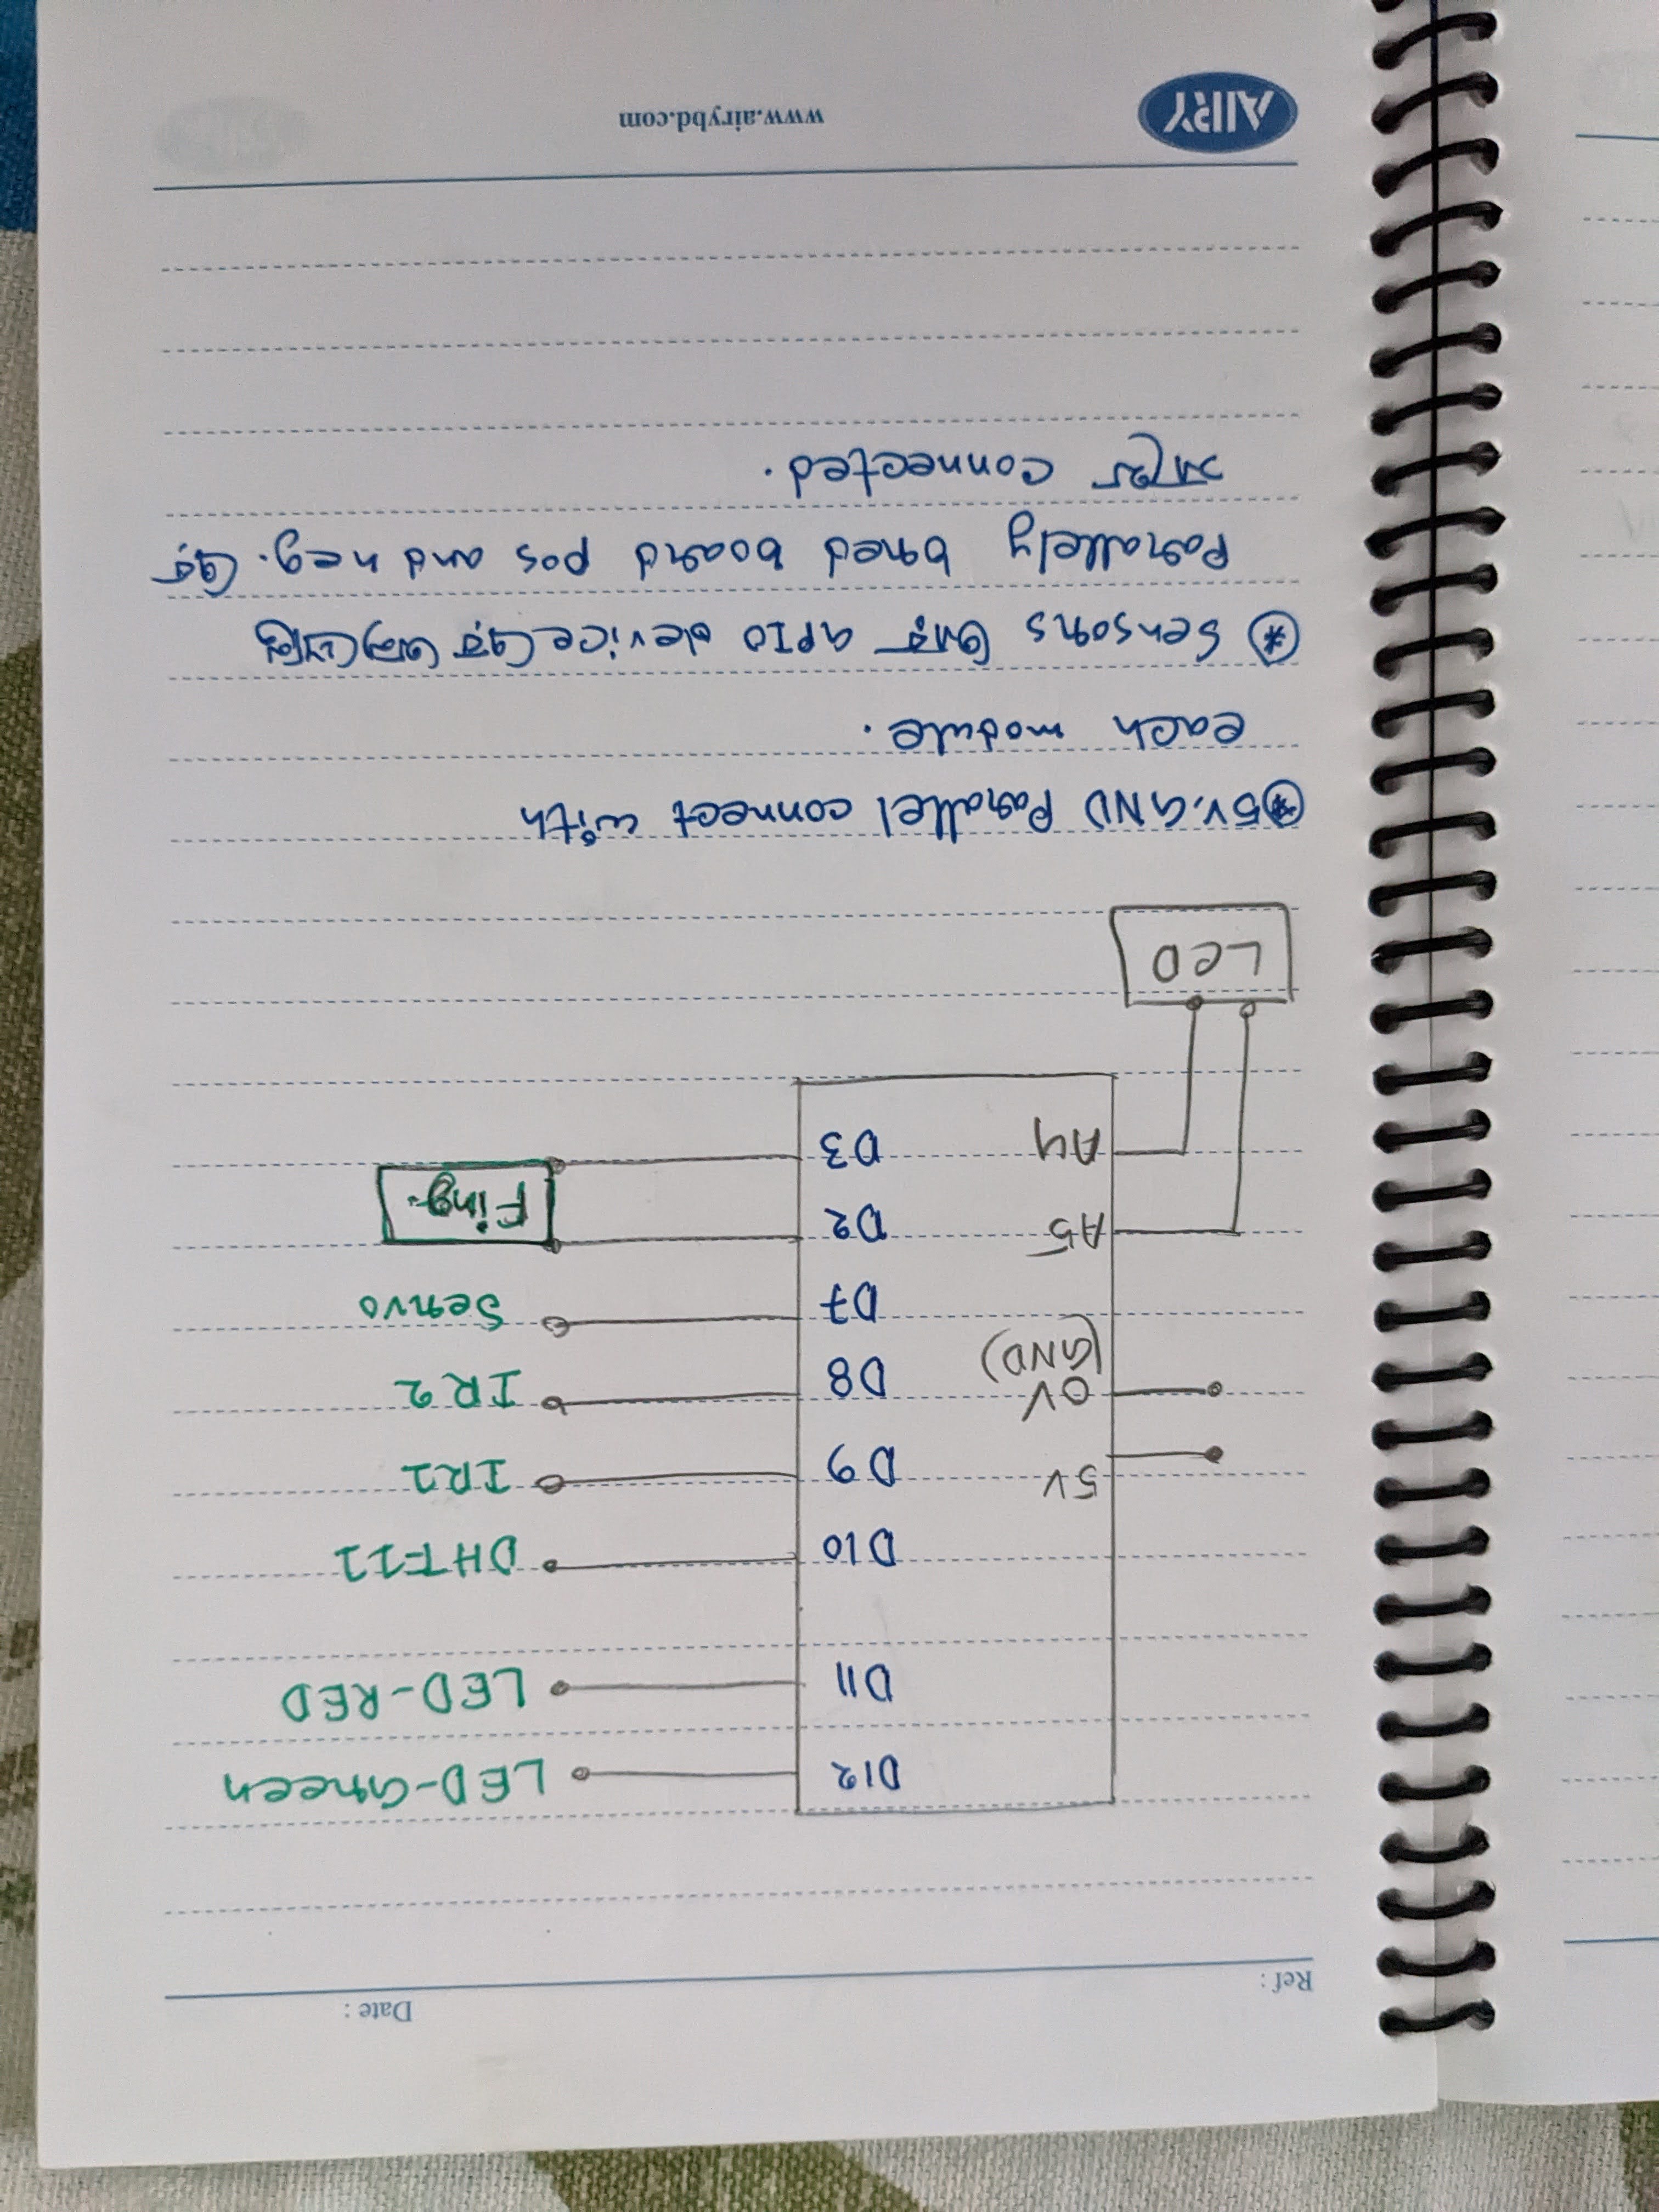 Ref :
Date :
D12
LED-Green
D11
LED-RED
D10
DHT-11
5V
D9
IR1
0V
(GND)
D8
IR2
D7
Servo
A5
D2
Fing.
A4
D3
LCD
* 5V, GND Parallel connect with
each module.
* Sensors আর GPIO device এর অন্য প্রান্ত
Parallely bred board pos and neg. এর
সাথে connected.
AIRY
www.airybd.com